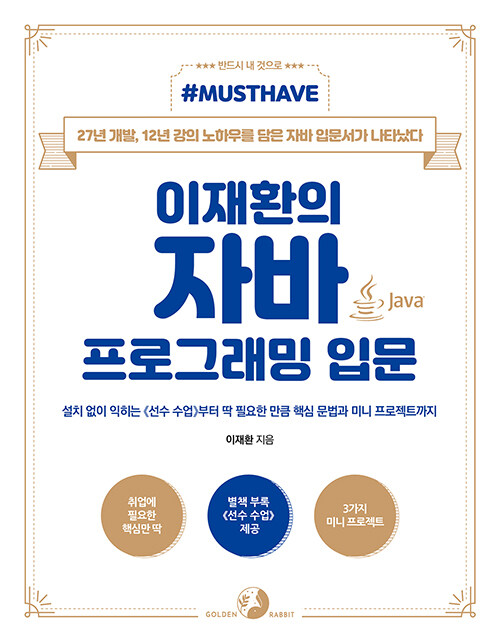 ★★★ 반드시 내 것으로 ★★★
#MUSTHAVE
27년 개발, 12년 강의 노하우를 담은 자바 입문서가 나타났다
이재환의
자바
Java
프로그래밍 입문
설치 없이 익히는 《선수 수업》부터 딱 필요한 만큼 핵심 문법과 미니 프로젝트까지
이재환 지음
취업에
필요한
핵심만 딱
별책 부록
《선수 수업》
제공
3가지
미니 프로젝트
GOLDEN RABBIT